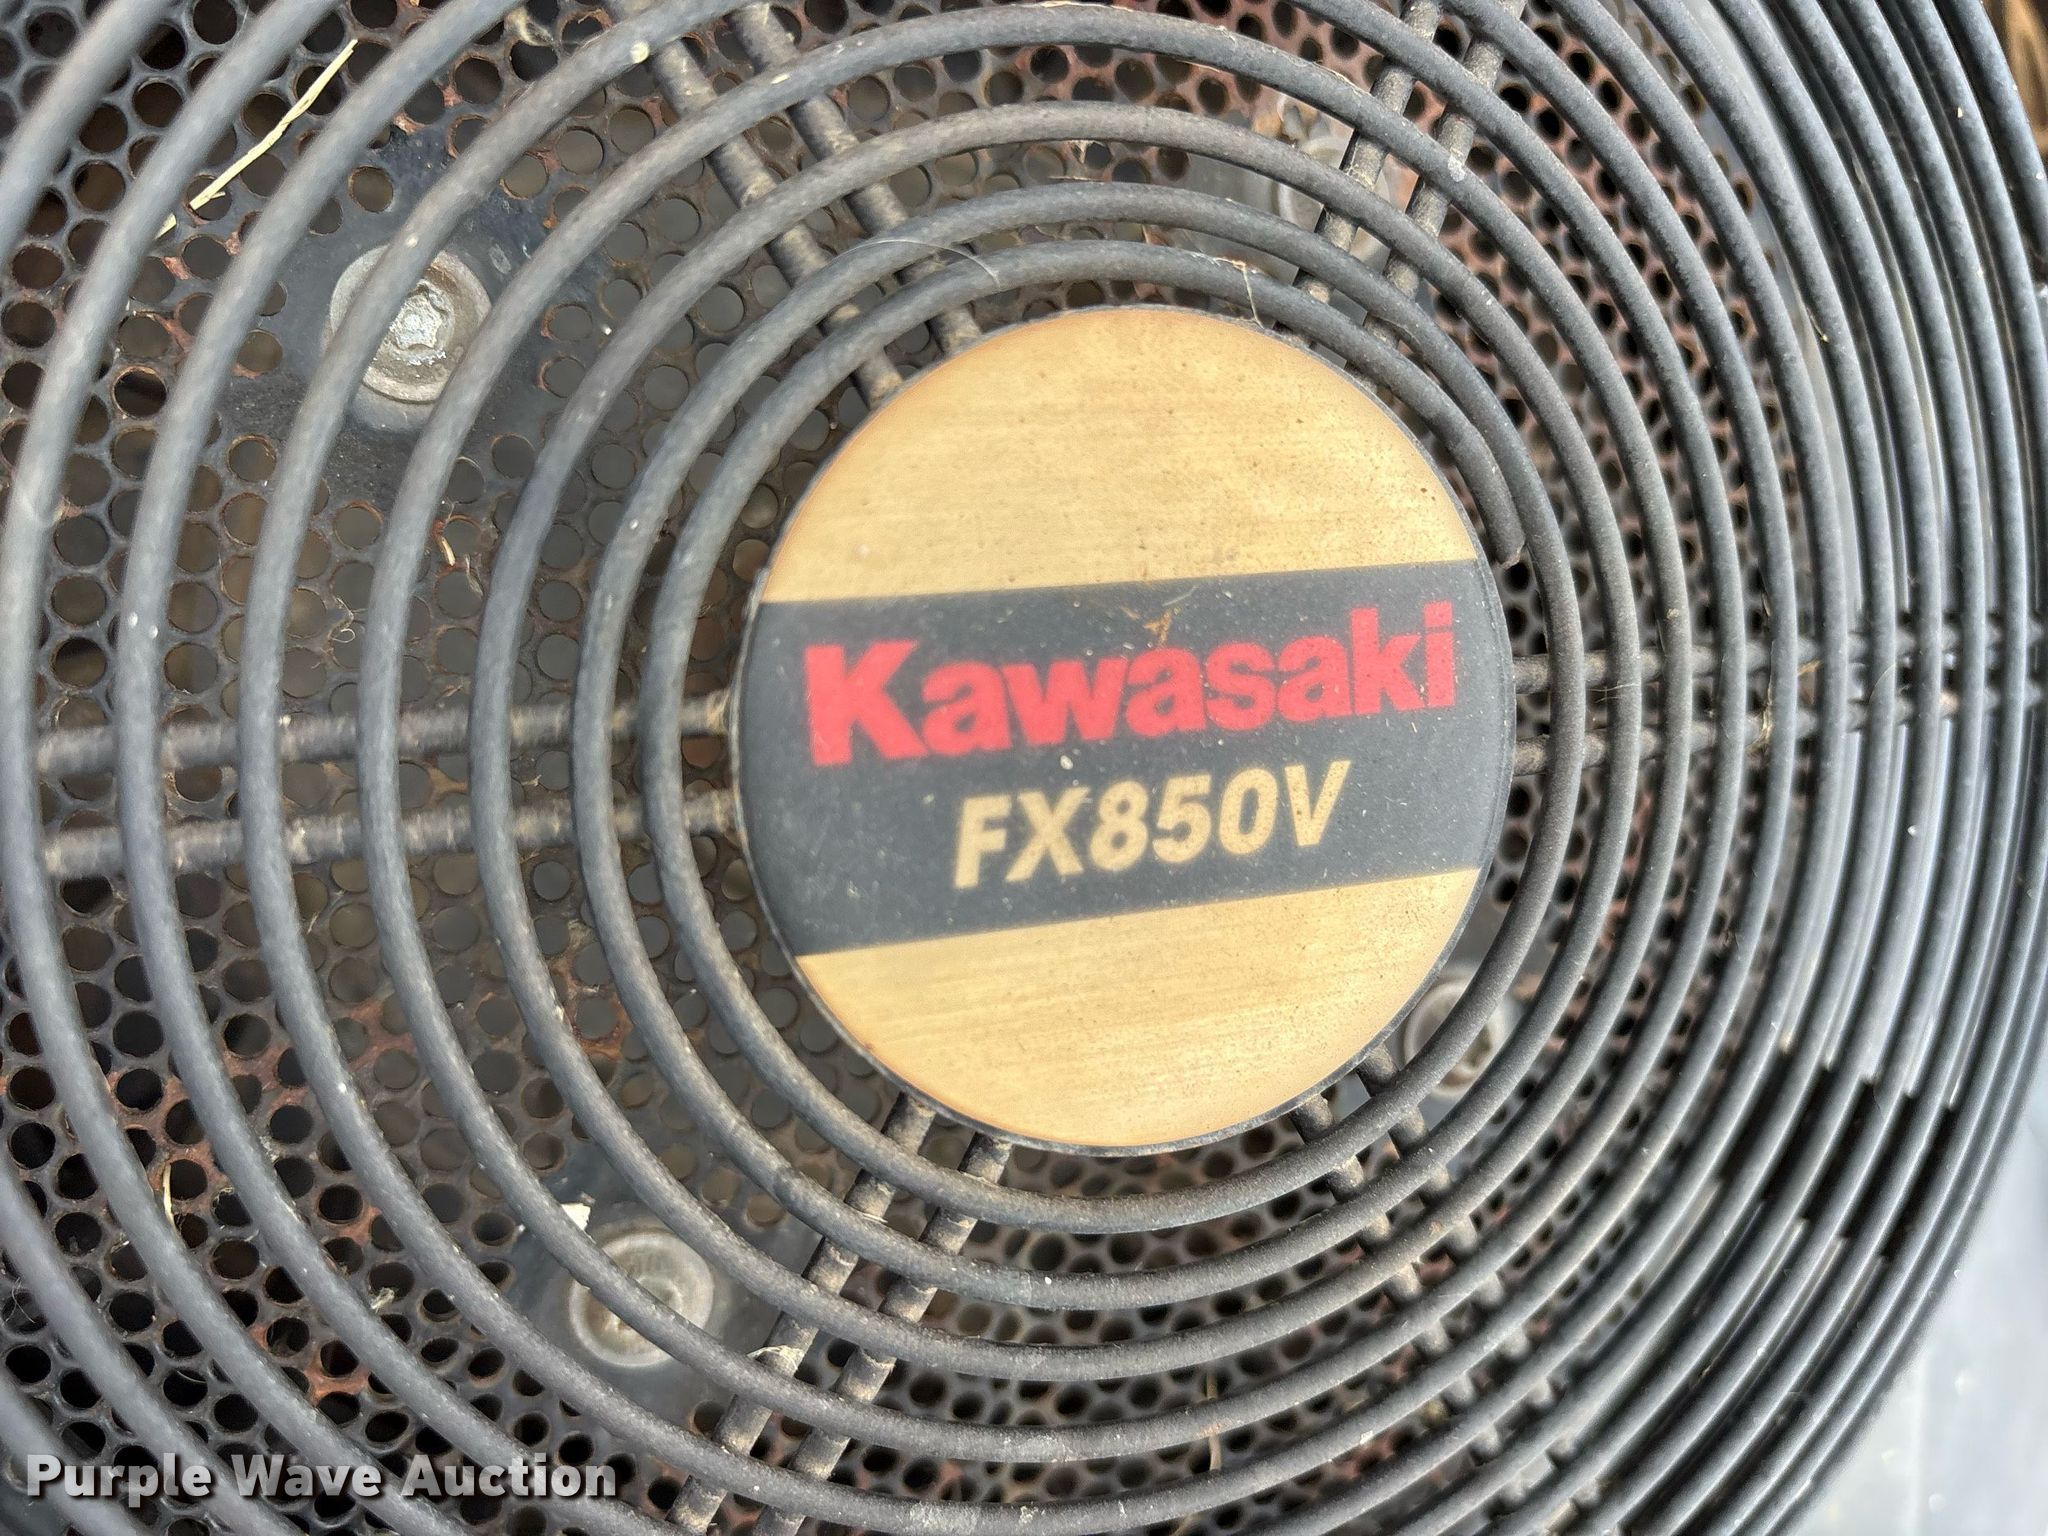 Kawasaki
FX850V
Purple Wave Auction